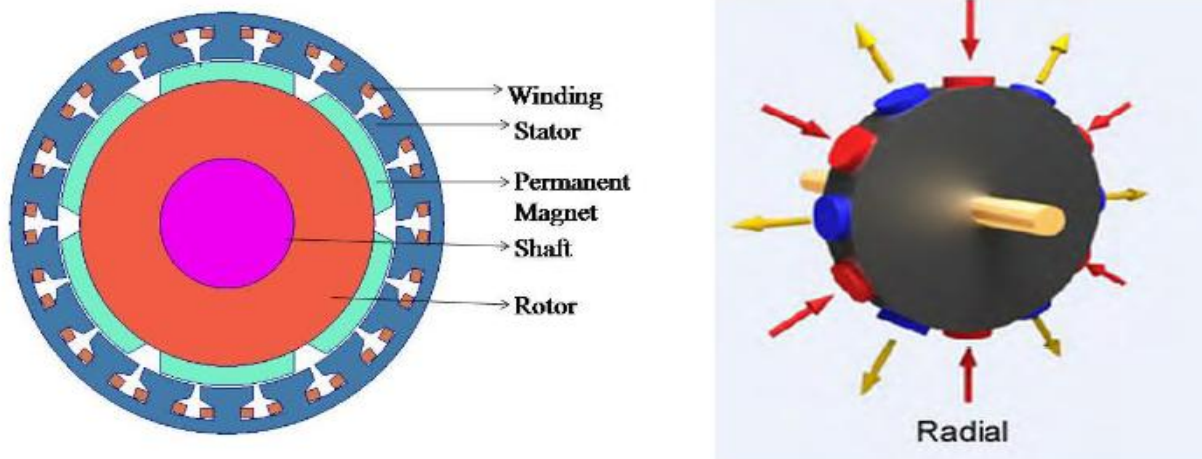 Winding
Stator
Permanent
Magnet
Shaft
Rotor
Radial